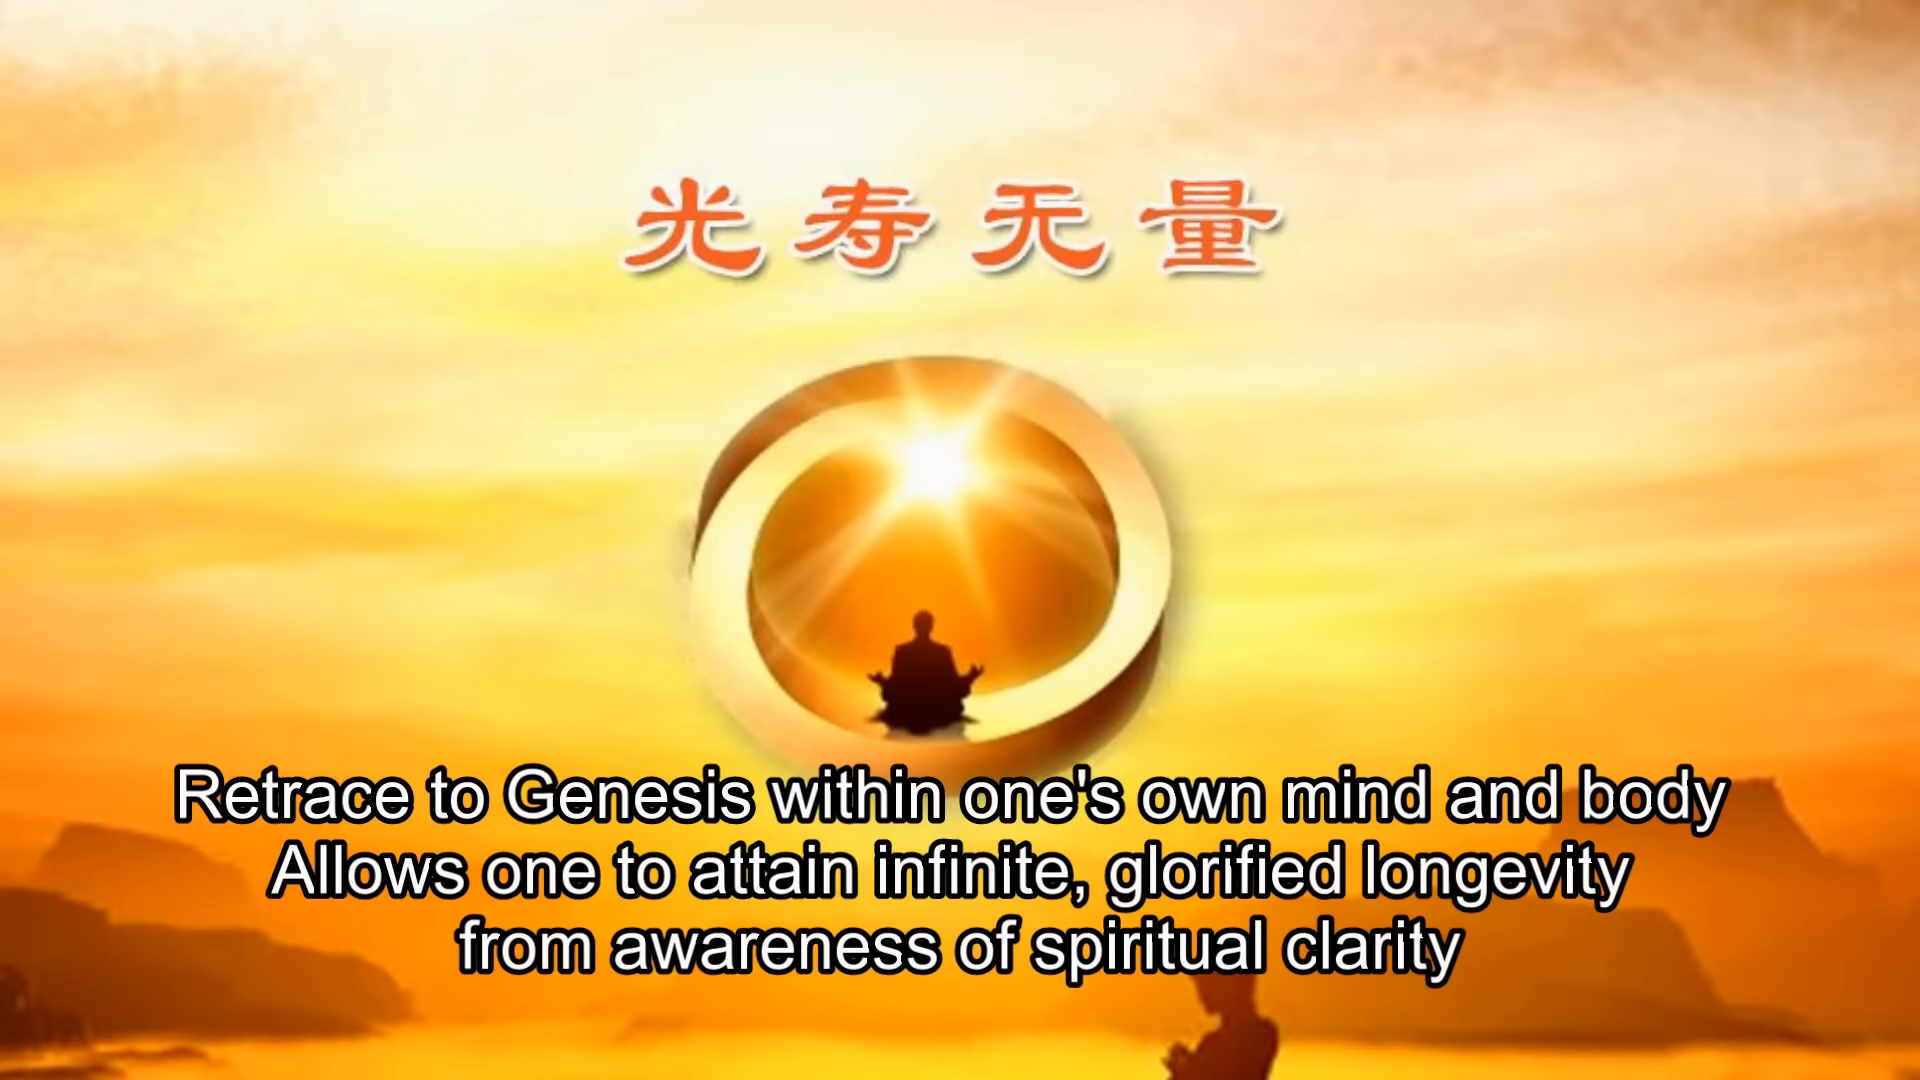 光寿无量
Retrace to Genesis within one's own mind and body
Allows one to attain infinite, glorified longevity
from awareness of spiritual clarity